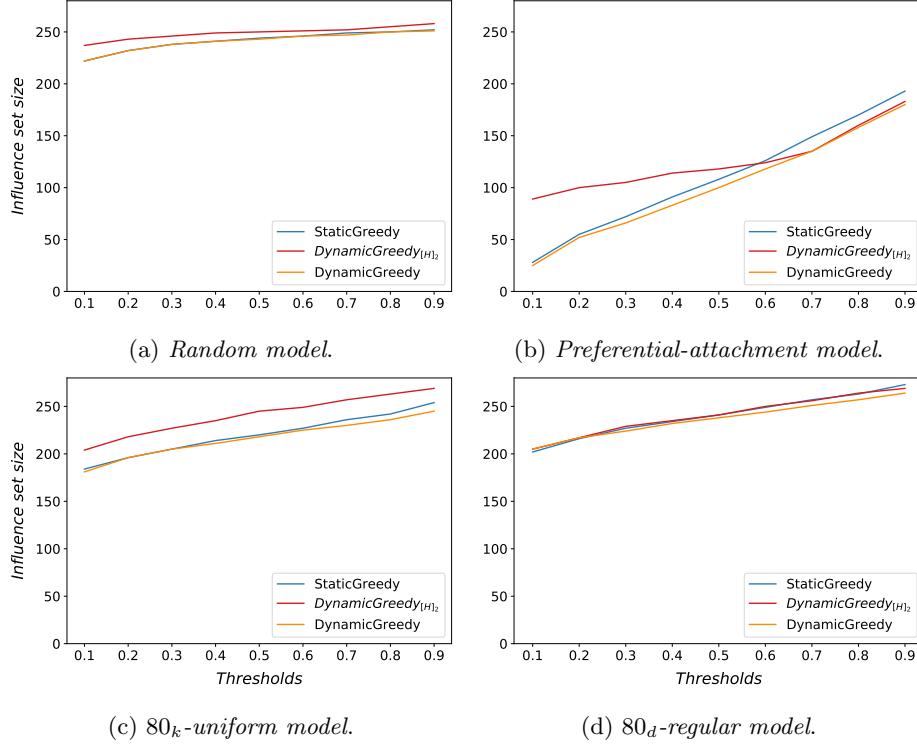 Influence set size
250
200
150
100
50
0
0.1 0.2 0.3 0.4 0.5 0.6 0.7 0.8 0.9
StaticGreedy
DynamicGreedy[H]2
DynamicGreedy
(a) Random model.
250
200
150
100
50
0
0.1 0.2 0.3 0.4 0.5 0.6 0.7 0.8 0.9
StaticGreedy
DynamicGreedy[H]2
DynamicGreedy
(b) Preferential-attachment model.
Influence set size
250
200
150
100
50
0
0.1 0.2 0.3 0.4 0.5 0.6 0.7 0.8 0.9
Thresholds
StaticGreedy
DynamicGreedy[H]2
DynamicGreedy
(c) 80k-uniform model.
250
200
150
100
50
0
0.1 0.2 0.3 0.4 0.5 0.6 0.7 0.8 0.9
Thresholds
StaticGreedy
DynamicGreedy[H]2
DynamicGreedy
(d) 80d-regular model.